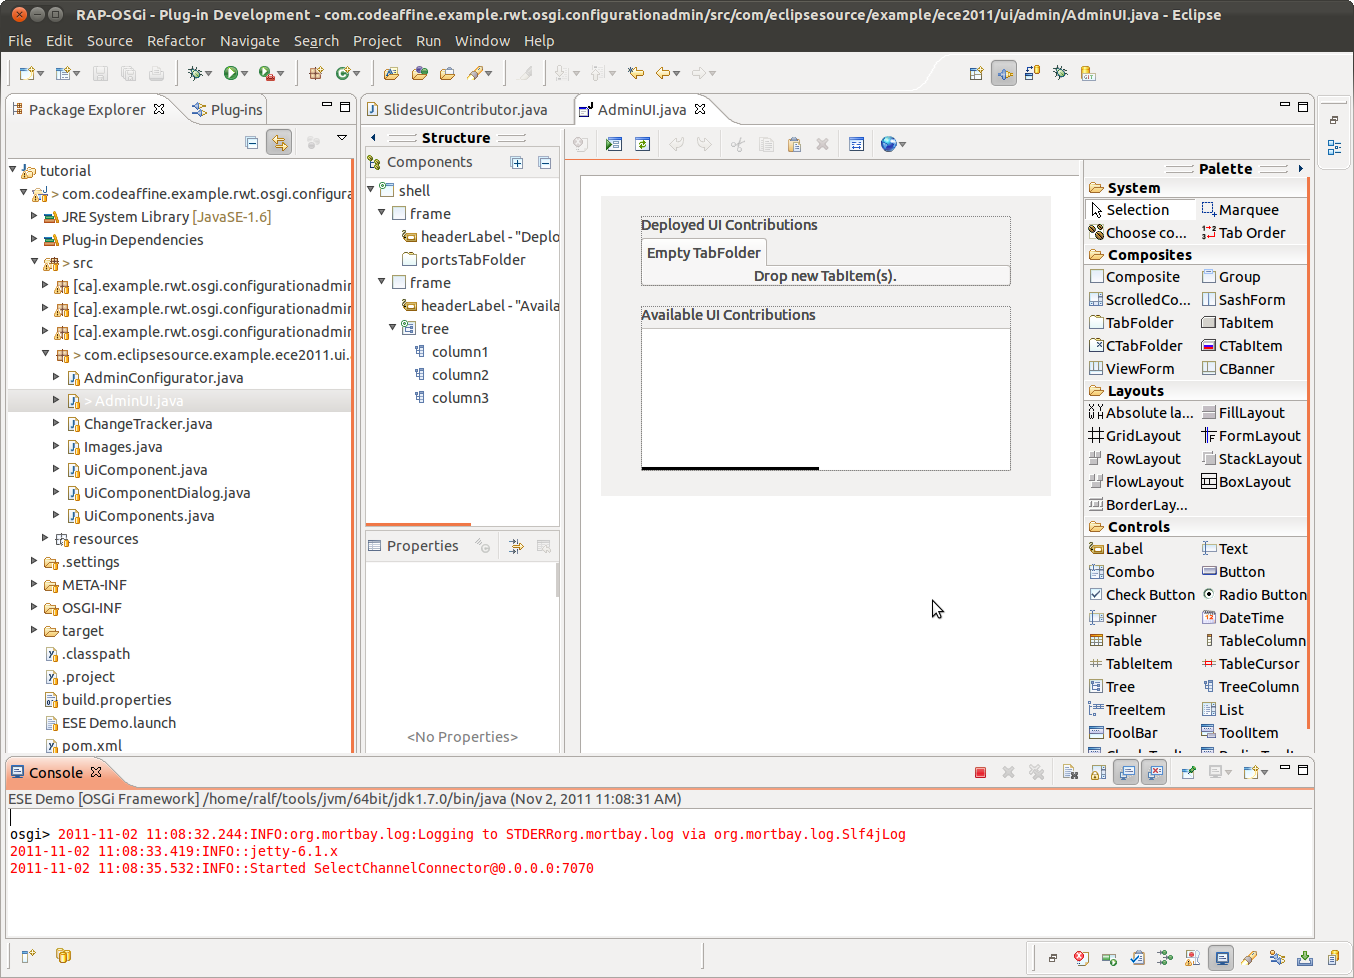 RAP-OSGi - Plug-in Development - com.codeaffine.example.rwt.osgi.configurationadmin/src/com/eclipsesource/example/ece2011/ui/admin/AdminUI.java - Eclipse
File Edit Source Refactor Navigate Search Project Run Window Help
Package Explorer
Plug-ins
tutorial
> com.codeaffine.example.rwt.osgi.configura
JRE System Library [JavaSE-1.6]
Plug-in Dependencies
> src
[ca].example.rwt.osgi.configurationadmir
[ca].example.rwt.osgi.configurationadmir
[ca].example.rwt.osgi.configurationadmir
> com.eclipsesource.example.ece2011.ui.
AdminConfigurator.java
> AdminUI.java
ChangeTracker.java
Images.java
UiComponent.java
UiComponentDialog.java
UiComponents.java
resources
.settings
META-INF
OSGI-INF
target
.classpath
.project
build.properties
ESE Demo.launch
pom.xml
SlidesUIContributor.java
AdminUI.java
Structure
Components
shell
frame
headerLabel - "Deplo
portsTabFolder
frame
headerLabel - "Availa
tree
column1
column2
column3
Properties
<No Properties>
Deployed UI Contributions
Empty TabFolder
Drop new TabItem(s).
Available UI Contributions
Palette
System
Selection Marquee
Choose co... Tab Order
Composites
Composite Group
ScrolledCo... SashForm
TabFolder TabItem
CTabFolder CTabItem
ViewForm CBanner
Layouts
Absolute la... FillLayout
GridLayout FormLayout
RowLayout StackLayout
FlowLayout BoxLayout
BorderLay...
Controls
Label Text
Combo Button
Check Button Radio Button
Spinner DateTime
Table TableColumn
TableItem TableCursor
Tree TreeColumn
TreeItem List
ToolBar ToolItem
Console
ESE Demo [OSGi Framework] /home/ralf/tools/jvm/64bit/jdk1.7.0/bin/java (Nov 2, 2011 11:08:31 AM)
osgi> 2011-11-02 11:08:32.244:INFO:org.mortbay.log:Logging to STDERRorg.mortbay.log via org.mortbay.log.Slf4jLog
2011-11-02 11:08:33.419:INFO::jetty-6.1.x
2011-11-02 11:08:35.532:INFO::Started SelectChannelConnector@0.0.0.0:7070